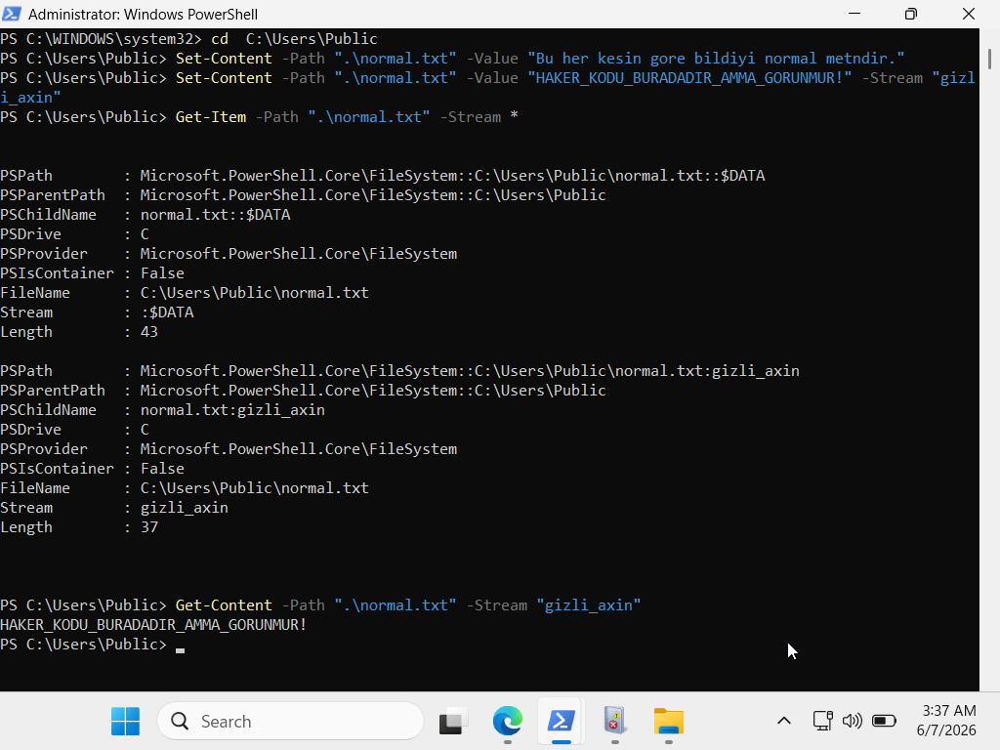 Administrator: Windows PowerShell
PS C:\WINDOWS\system32> cd  C:\Users\Public
PS C:\Users\Public> Set-Content -Path ".\normal.txt" -Value "Bu her kesin gore bildiyi normal metndir."
PS C:\Users\Public> Set-Content -Path ".\normal.txt" -Value "HAKER_KODU_BURADADIR_AMMA_GORUNMUR!" -Stream "gizl
i_axin"
PS C:\Users\Public> Get-Item -Path ".\normal.txt" -Stream *
PSPath        : Microsoft.PowerShell.Core\FileSystem::C:\Users\Public\normal.txt::$DATA
PSParentPath  : Microsoft.PowerShell.Core\FileSystem::C:\Users\Public
PSChildName   : normal.txt::$DATA
PSDrive       : C
PSProvider    : Microsoft.PowerShell.Core\FileSystem
PSIsContainer : False
FileName      : C:\Users\Public\normal.txt
Stream        : :$DATA
Length        : 43
PSPath        : Microsoft.PowerShell.Core\FileSystem::C:\Users\Public\normal.txt:gizli_axin
PSParentPath  : Microsoft.PowerShell.Core\FileSystem::C:\Users\Public
PSChildName   : normal.txt:gizli_axin
PSDrive       : C
PSProvider    : Microsoft.PowerShell.Core\FileSystem
PSIsContainer : False
FileName      : C:\Users\Public\normal.txt
Stream        : gizli_axin
Length        : 37
PS C:\Users\Public> Get-Content -Path ".\normal.txt" -Stream "gizli_axin"
HAKER_KODU_BURADADIR_AMMA_GORUNMUR!
PS C:\Users\Public>
Search
3:37 AM
6/7/2026